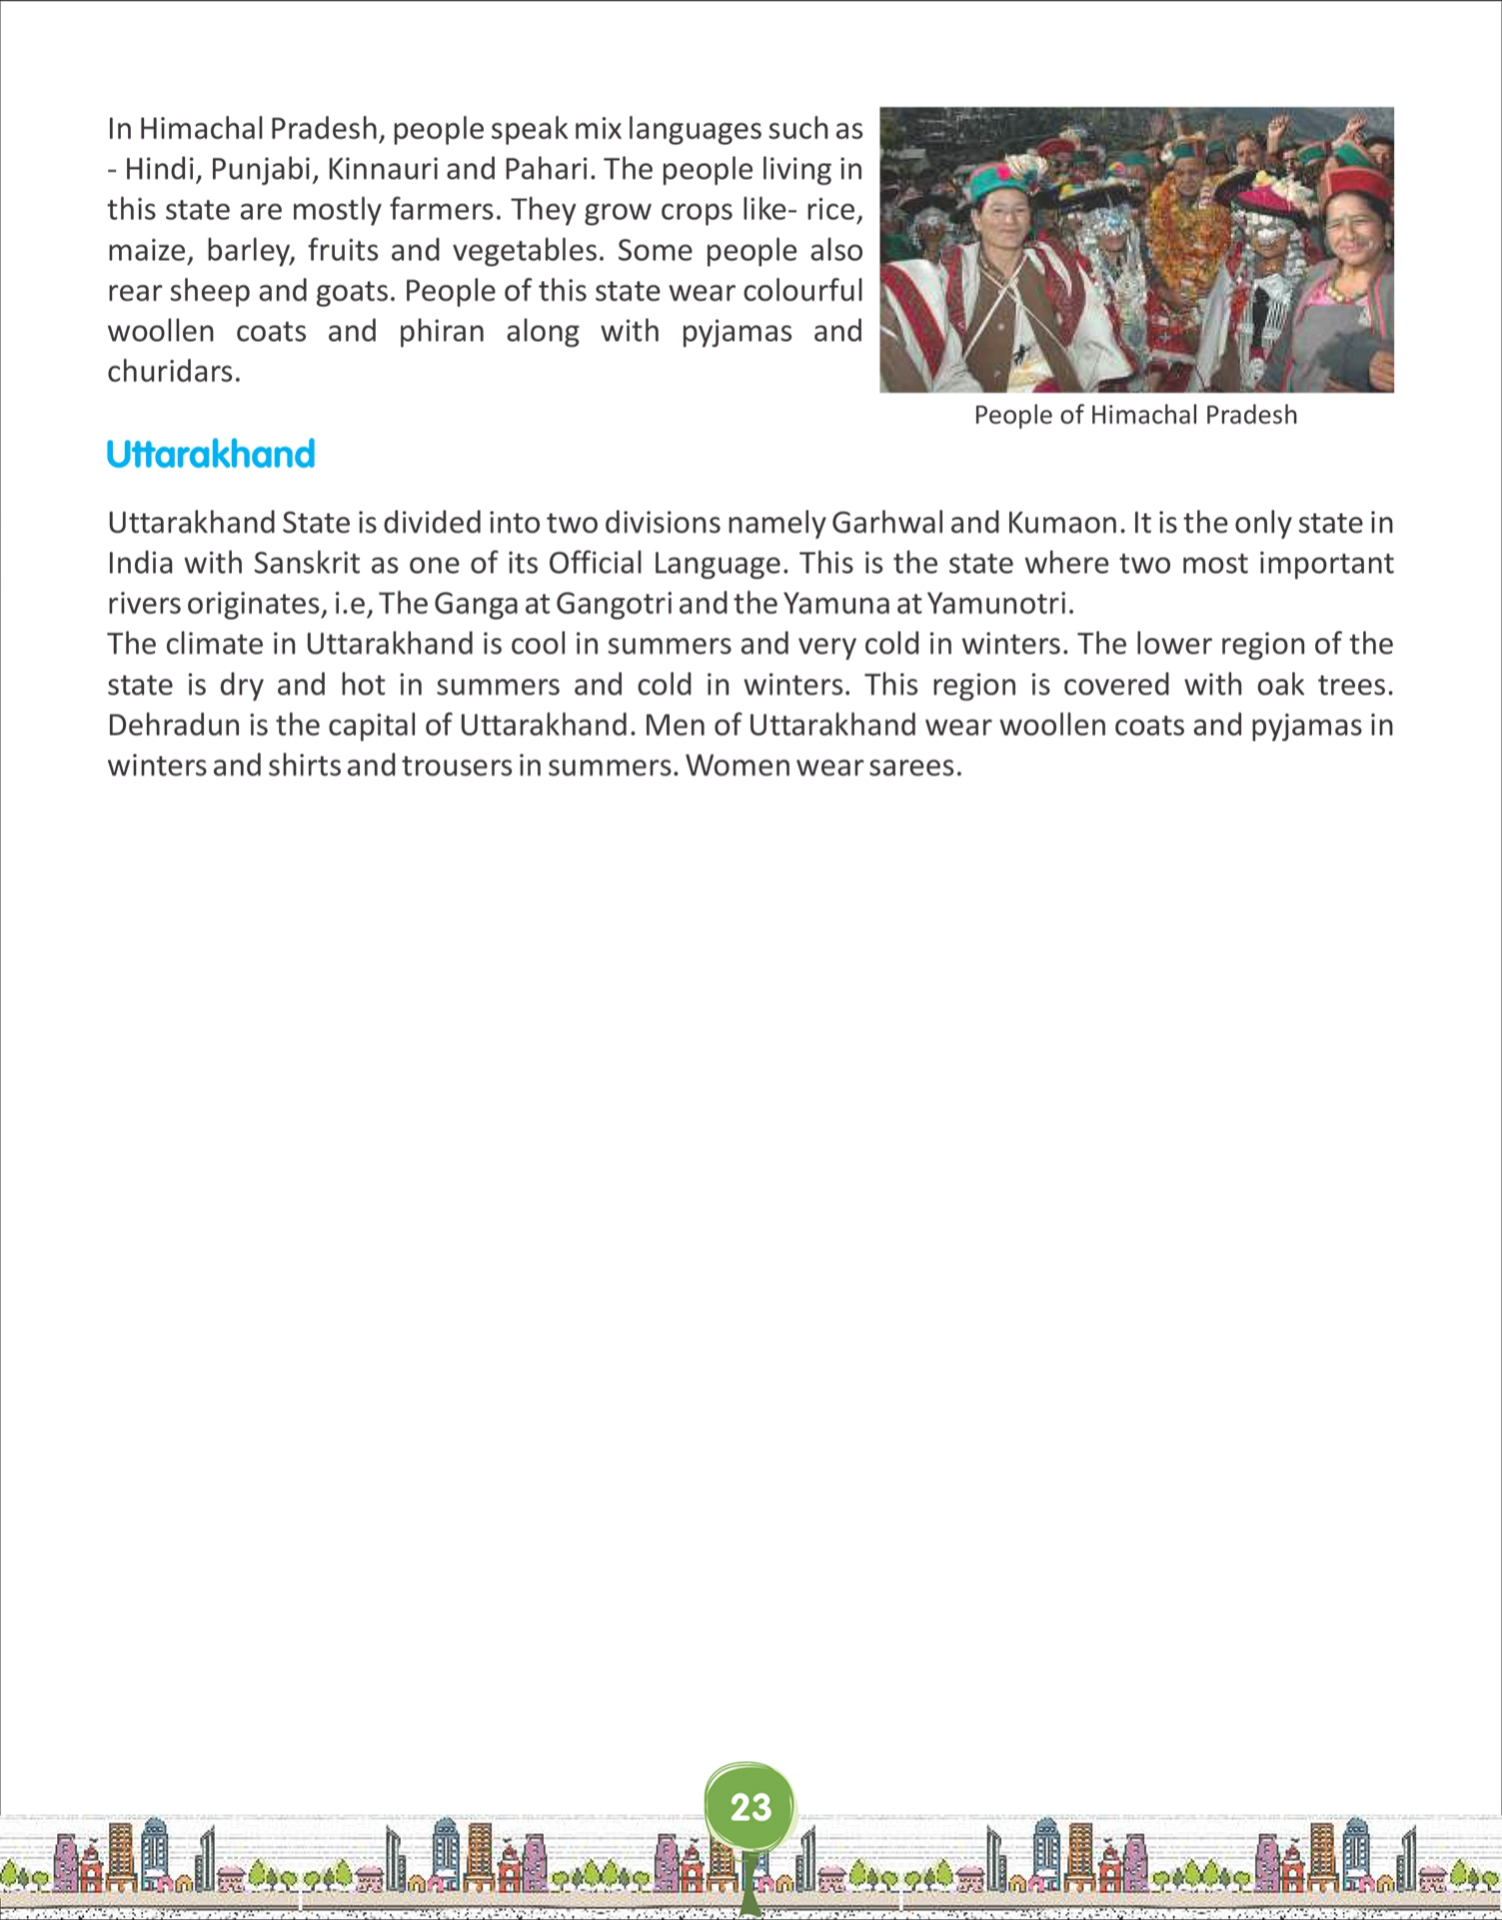 In Himachal Pradesh, people speak mix languages such as
- Hindi, Punjabi, Kinnauri and Pahari. The people living in
this state are mostly farmers. They grow crops like- rice,
maize, barley, fruits and vegetables. Some people also
rear sheep and goats. People of this state wear colourful
woollen coats and phiran along with pyjamas and
churidars.
People of Himachal Pradesh
Uttarakhand
Uttarakhand State is divided into two divisions namely Garhwal and Kumaon. It is the only state in
India with Sanskrit as one of its Official Language. This is the state where two most important
rivers originates, i.e, The Ganga at Gangotri and the Yamuna at Yamunotri.
The climate in Uttarakhand is cool in summers and very cold in winters. The lower region of the
state is dry and hot in summers and cold in winters. This region is covered with oak trees.
Dehradun is the capital of Uttarakhand. Men of Uttarakhand wear woollen coats and pyjamas in
winters and shirts and trousers in summers. Women wear sarees.
23